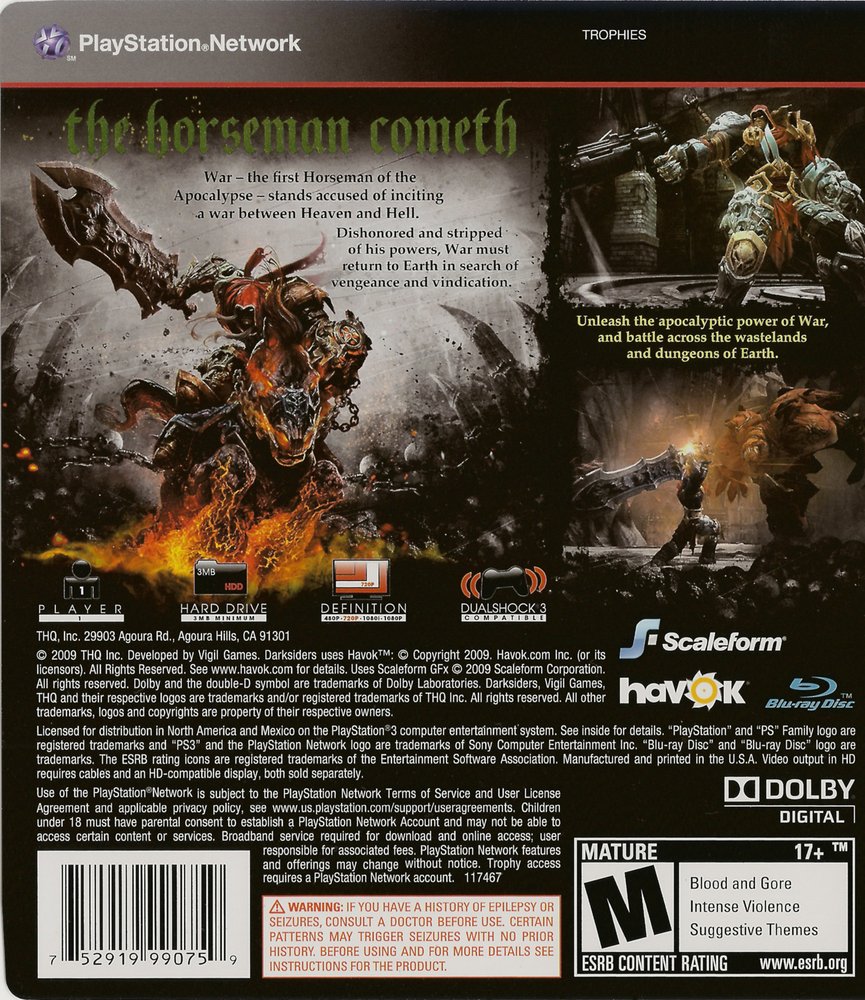 PlayStation®Network
SM
TROPHIES
the horseman cometh
War – the first Horseman of the
Apocalypse – stands accused of inciting
a war between Heaven and Hell.
Dishonored and stripped
of his powers, War must
return to Earth in search of
vengeance and vindication.
Unleash the apocalyptic power of War,
and battle across the wastelands
and dungeons of Earth.
1
PLAYER
1
3MB
HDD
HARD DRIVE
3MB MINIMUM
720P
DEFINITION
480P•720P•1080i•1080P
DUALSHOCK 3
COMPATIBLE
THQ, Inc. 29903 Agoura Rd., Agoura Hills, CA 91301
© 2009 THQ Inc. Developed by Vigil Games. Darksiders uses Havok™; © Copyright 2009. Havok.com Inc. (or its
licensors). All Rights Reserved. See www.havok.com for details. Uses Scaleform GFx © 2009 Scaleform Corporation.
All rights reserved. Dolby and the double-D symbol are trademarks of Dolby Laboratories. Darksiders, Vigil Games,
THQ and their respective logos are trademarks and/or registered trademarks of THQ Inc. All rights reserved. All other
trademarks, logos and copyrights are property of their respective owners.
Scaleform®
havok®
Blu-ray Disc™
Licensed for distribution in North America and Mexico on the PlayStation®3 computer entertainment system. See inside for details. “PlayStation” and “PS” Family logo are
registered trademarks and “PS3” and the PlayStation Network logo are trademarks of Sony Computer Entertainment Inc. “Blu-ray Disc” and “Blu-ray Disc” logo are
trademarks. The ESRB rating icons are registered trademarks of the Entertainment Software Association. Manufactured and printed in the U.S.A. Video output in HD
requires cables and an HD-compatible display, both sold separately.
Use of the PlayStation®Network is subject to the PlayStation Network Terms of Service and User License
Agreement and applicable privacy policy, see www.us.playstation.com/support/useragreements. Children
under 18 must have parental consent to establish a PlayStation Network Account and may not be able to
access certain content or services. Broadband service required for download and online access; user
responsible for associated fees. PlayStation Network features
and offerings may change without notice. Trophy access
requires a PlayStation Network account. 117467
DOLBY
DIGITAL
7 52919 99075 9
WARNING: IF YOU HAVE A HISTORY OF EPILEPSY OR
SEIZURES, CONSULT A DOCTOR BEFORE USE. CERTAIN
PATTERNS MAY TRIGGER SEIZURES WITH NO PRIOR
HISTORY. BEFORE USING AND FOR MORE DETAILS SEE
INSTRUCTIONS FOR THE PRODUCT.
MATURE 17+ ™
M
®
Blood and Gore
Intense Violence
Suggestive Themes
ESRB CONTENT RATING www.esrb.org